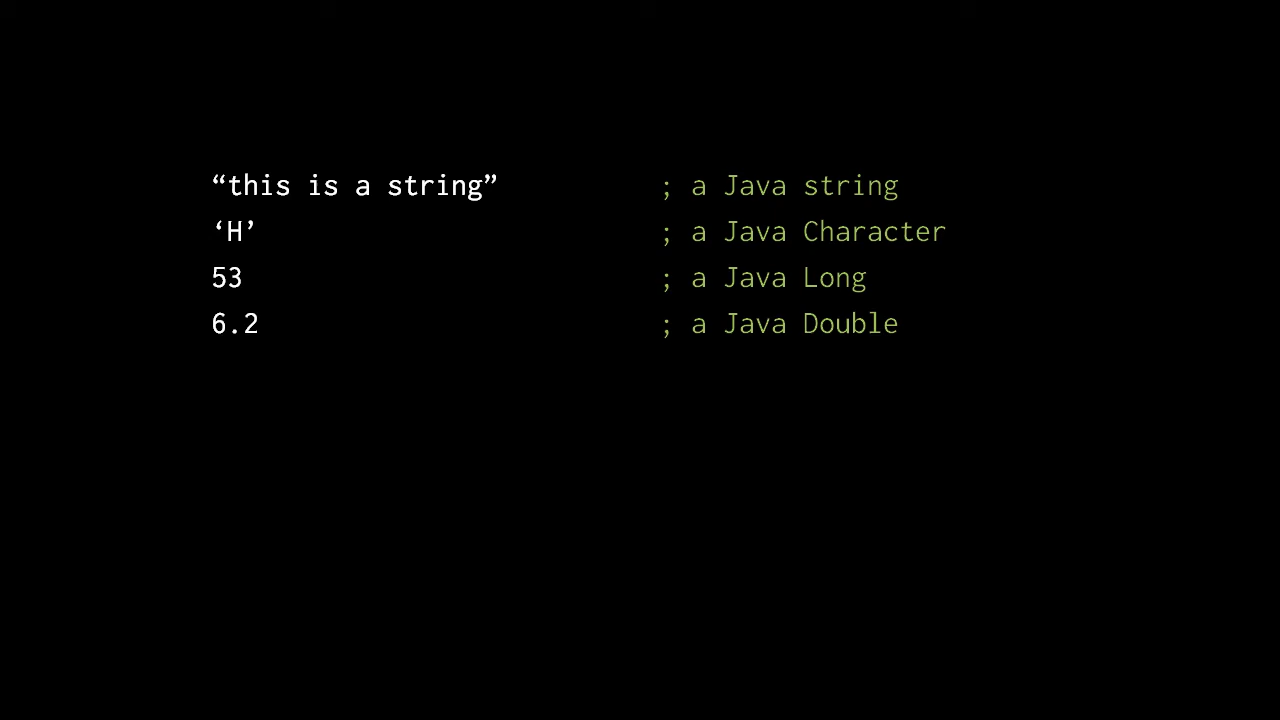 “this is a string” ; a Java string
‘H’ ; a Java Character
53 ; a Java Long
6.2 ; a Java Double